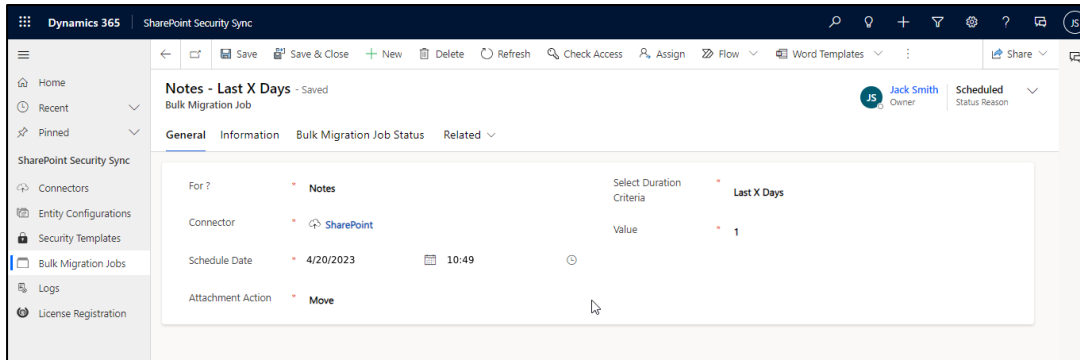 Dynamics 365 SharePoint Security Sync JS
Save Save & Close New Delete Refresh Check Access Assign Flow Word Templates Share
Home
Recent
Pinned
SharePoint Security Sync
Connectors
Entity Configurations
Security Templates
Bulk Migration Jobs
Logs
License Registration
Notes - Last X Days - Saved
Bulk Migration Job
JS Jack Smith Scheduled
Owner Status Reason
General Information Bulk Migration Job Status Related
For ? * Notes
Select Duration Criteria * Last X Days
Connector * SharePoint
Value * 1
Schedule Date * 4/20/2023 10:49
Attachment Action * Move